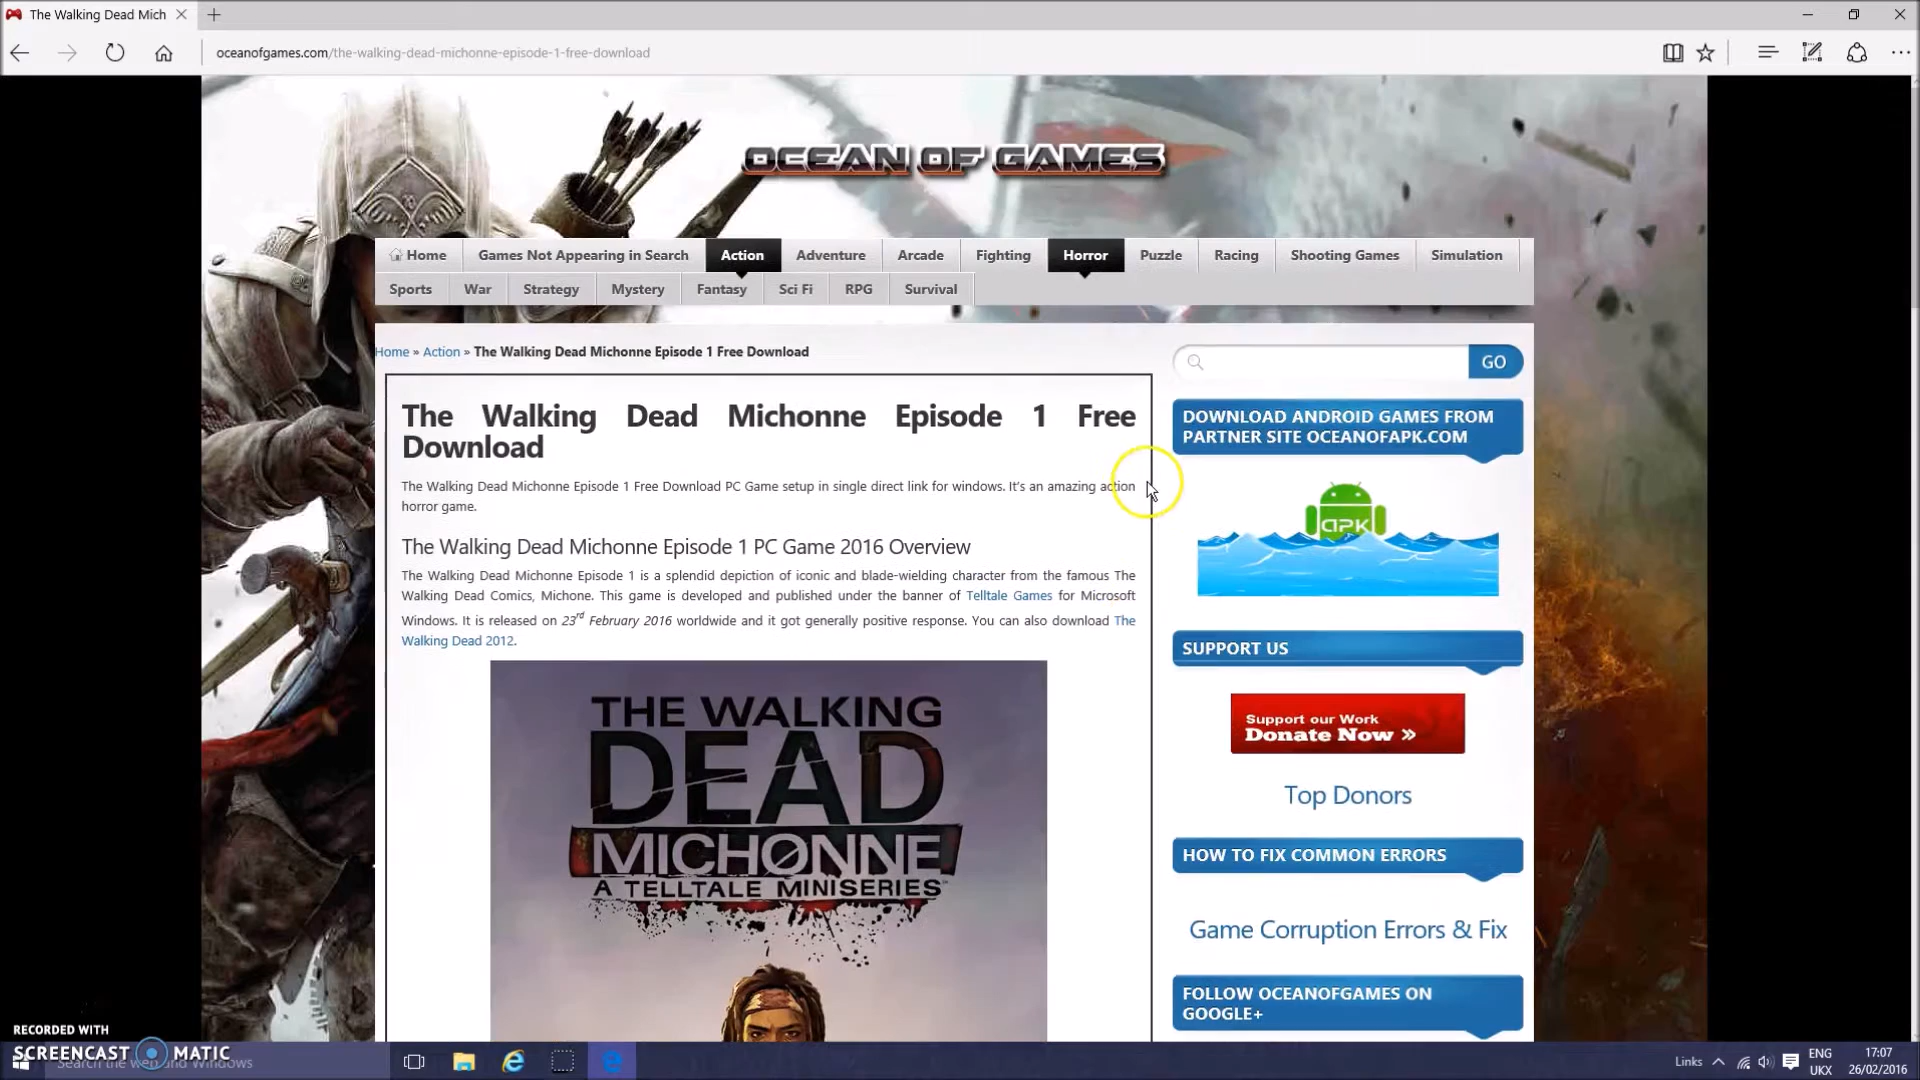 The Walking Dead Mich
oceanofgames.com/the-walking-dead-michonne-episode-1-free-download
OCEAN OF GAMES
Home Games Not Appearing in Search Action Adventure Arcade Fighting Horror Puzzle Racing Shooting Games Simulation
Sports War Strategy Mystery Fantasy Sci Fi RPG Survival
Home » Action » The Walking Dead Michonne Episode 1 Free Download
GO
The Walking Dead Michonne Episode 1 Free
Download
The Walking Dead Michonne Episode 1 Free Download PC Game setup in single direct link for windows. It's an amazing action
horror game.
The Walking Dead Michonne Episode 1 PC Game 2016 Overview
The Walking Dead Michonne Episode 1 is a splendid depiction of iconic and blade-wielding character from the famous The
Walking Dead Comics, Michone. This game is developed and published under the banner of Telltale Games for Microsoft
Windows. It is released on 23rd February 2016 worldwide and it got generally positive response. You can also download The
Walking Dead 2012.
THE WALKING
DEAD
MICHONNE
A TELLTALE MINISERIES
DOWNLOAD ANDROID GAMES FROM
PARTNER SITE OCEANOFAPK.COM
APK
SUPPORT US
Support our Work
Donate Now »
Top Donors
HOW TO FIX COMMON ERRORS
Game Corruption Errors & Fix
FOLLOW OCEANOFGAMES ON
GOOGLE+
RECORDED WITH
SCREENCAST MATIC
Search the web and Windows
Links
ENG
UKX
17:07
26/02/2016